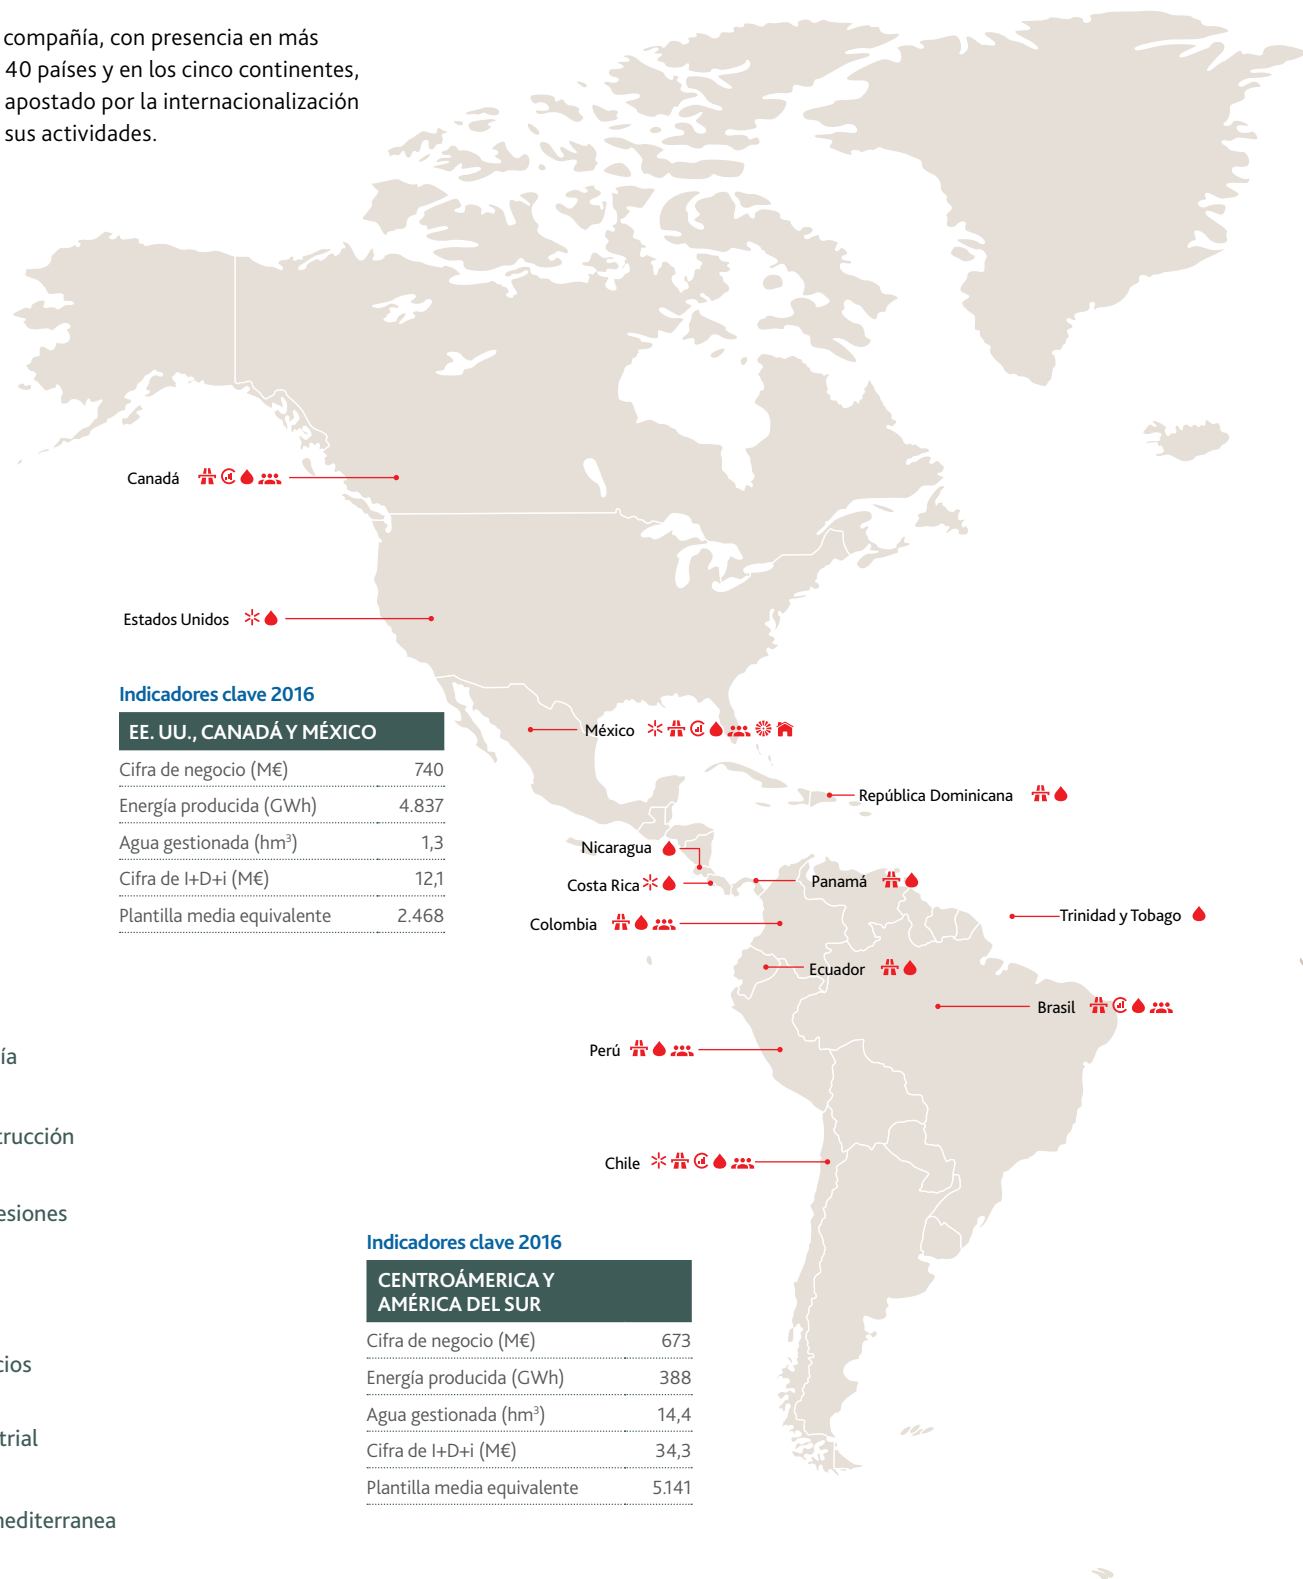 compañía, con presencia en más
40 países y en los cinco continentes,
apostado por la internacionalización
sus actividades.
Canadá
Estados Unidos
Indicadores clave 2016
EE. UU., CANADÁ Y MÉXICO
Cifra de negocio (M€) 740
Energía producida (GWh) 4.837
Agua gestionada (hm³) 1,3
Cifra de I+D+i (M€) 12,1
Plantilla media equivalente 2.468
México
República Dominicana
Nicaragua
Costa Rica
Panamá
Colombia
Trinidad y Tobago
Ecuador
Brasil
Perú
Chile
ía
trucción
esiones
cios
trial
mediterranea
Indicadores clave 2016
CENTROÁMERICA Y
AMÉRICA DEL SUR
Cifra de negocio (M€) 673
Energía producida (GWh) 388
Agua gestionada (hm³) 14,4
Cifra de I+D+i (M€) 34,3
Plantilla media equivalente 5.141